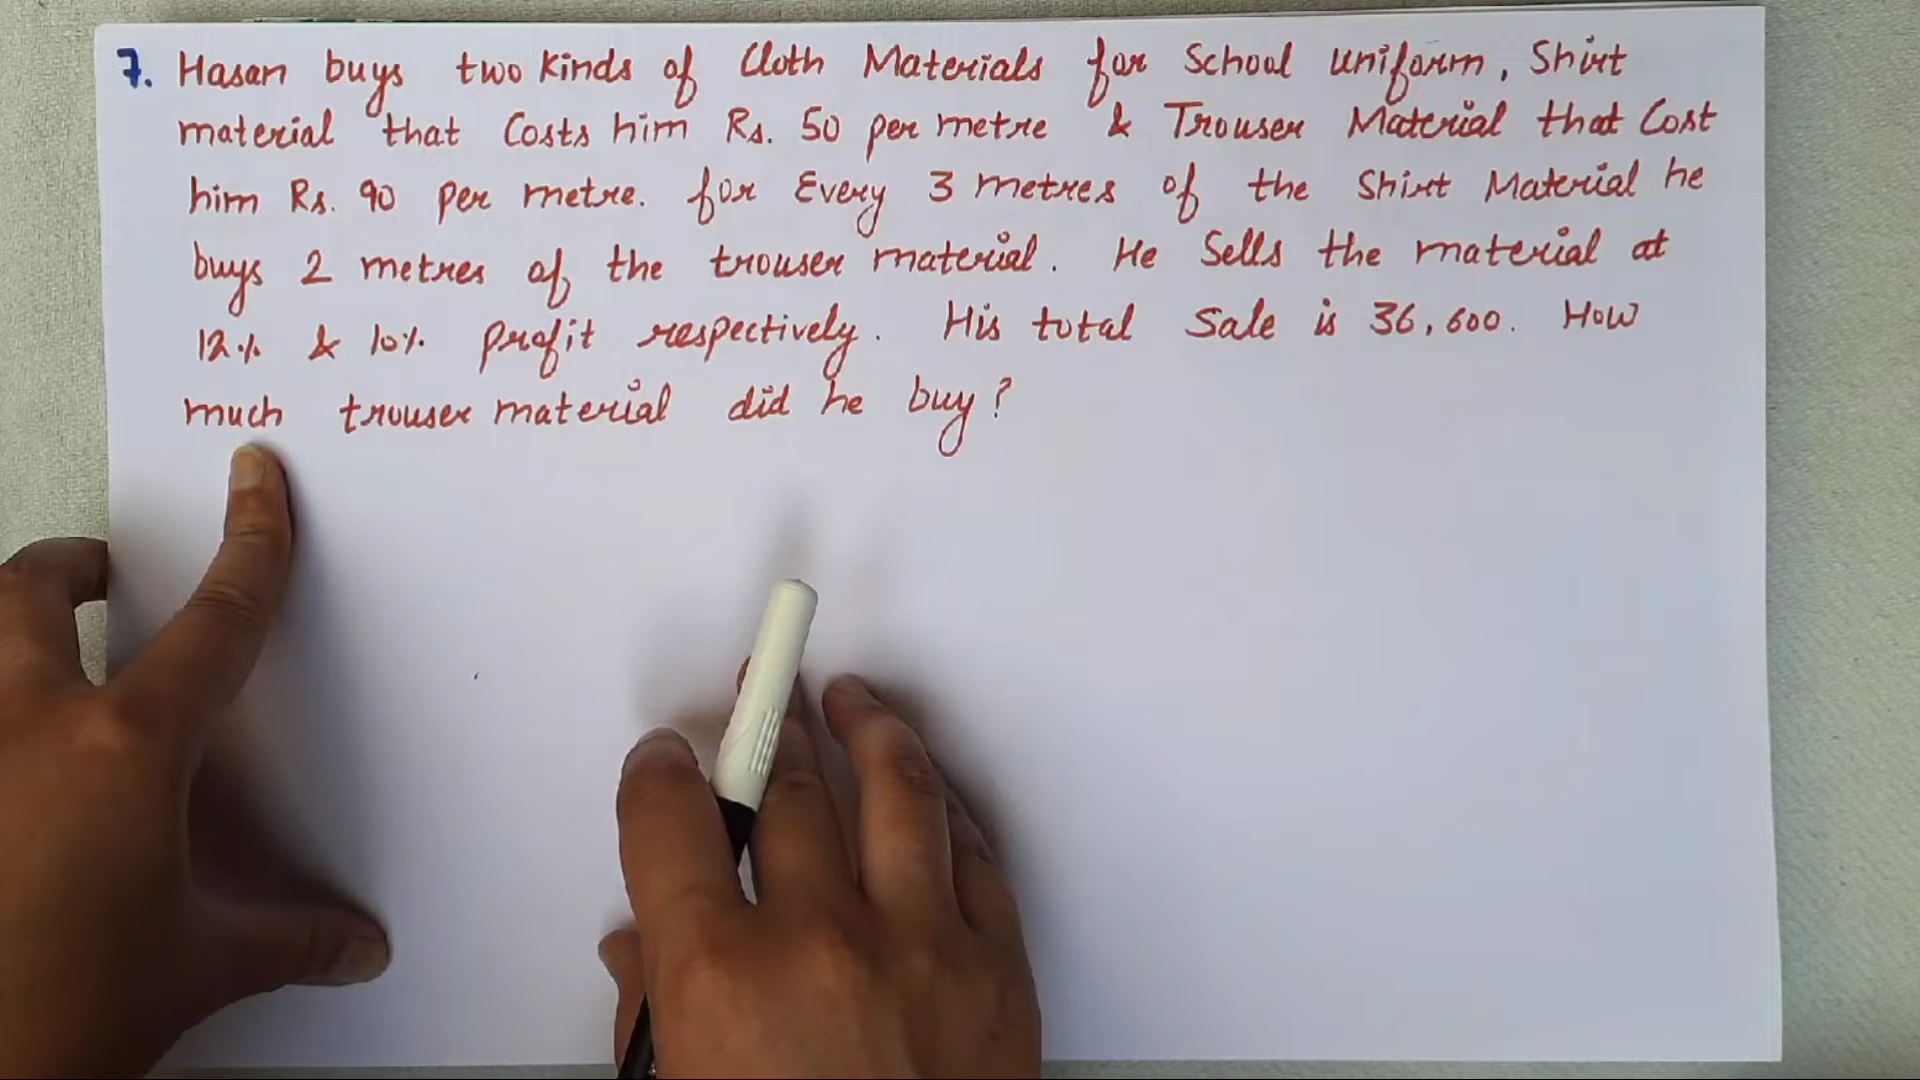 7. Hasan buys two kinds of Cloth Materials for School uniform, Shirt
material that Costs him Rs. 50 per metre & Trouser Material that Cost
him Rs. 90 per metre. for Every 3 metres of the Shirt Material he
buys 2 metres of the trouser material. He Sells the material at
12% & 10% profit respectively. His total Sale is 36,600. How
much trouser material did he buy?